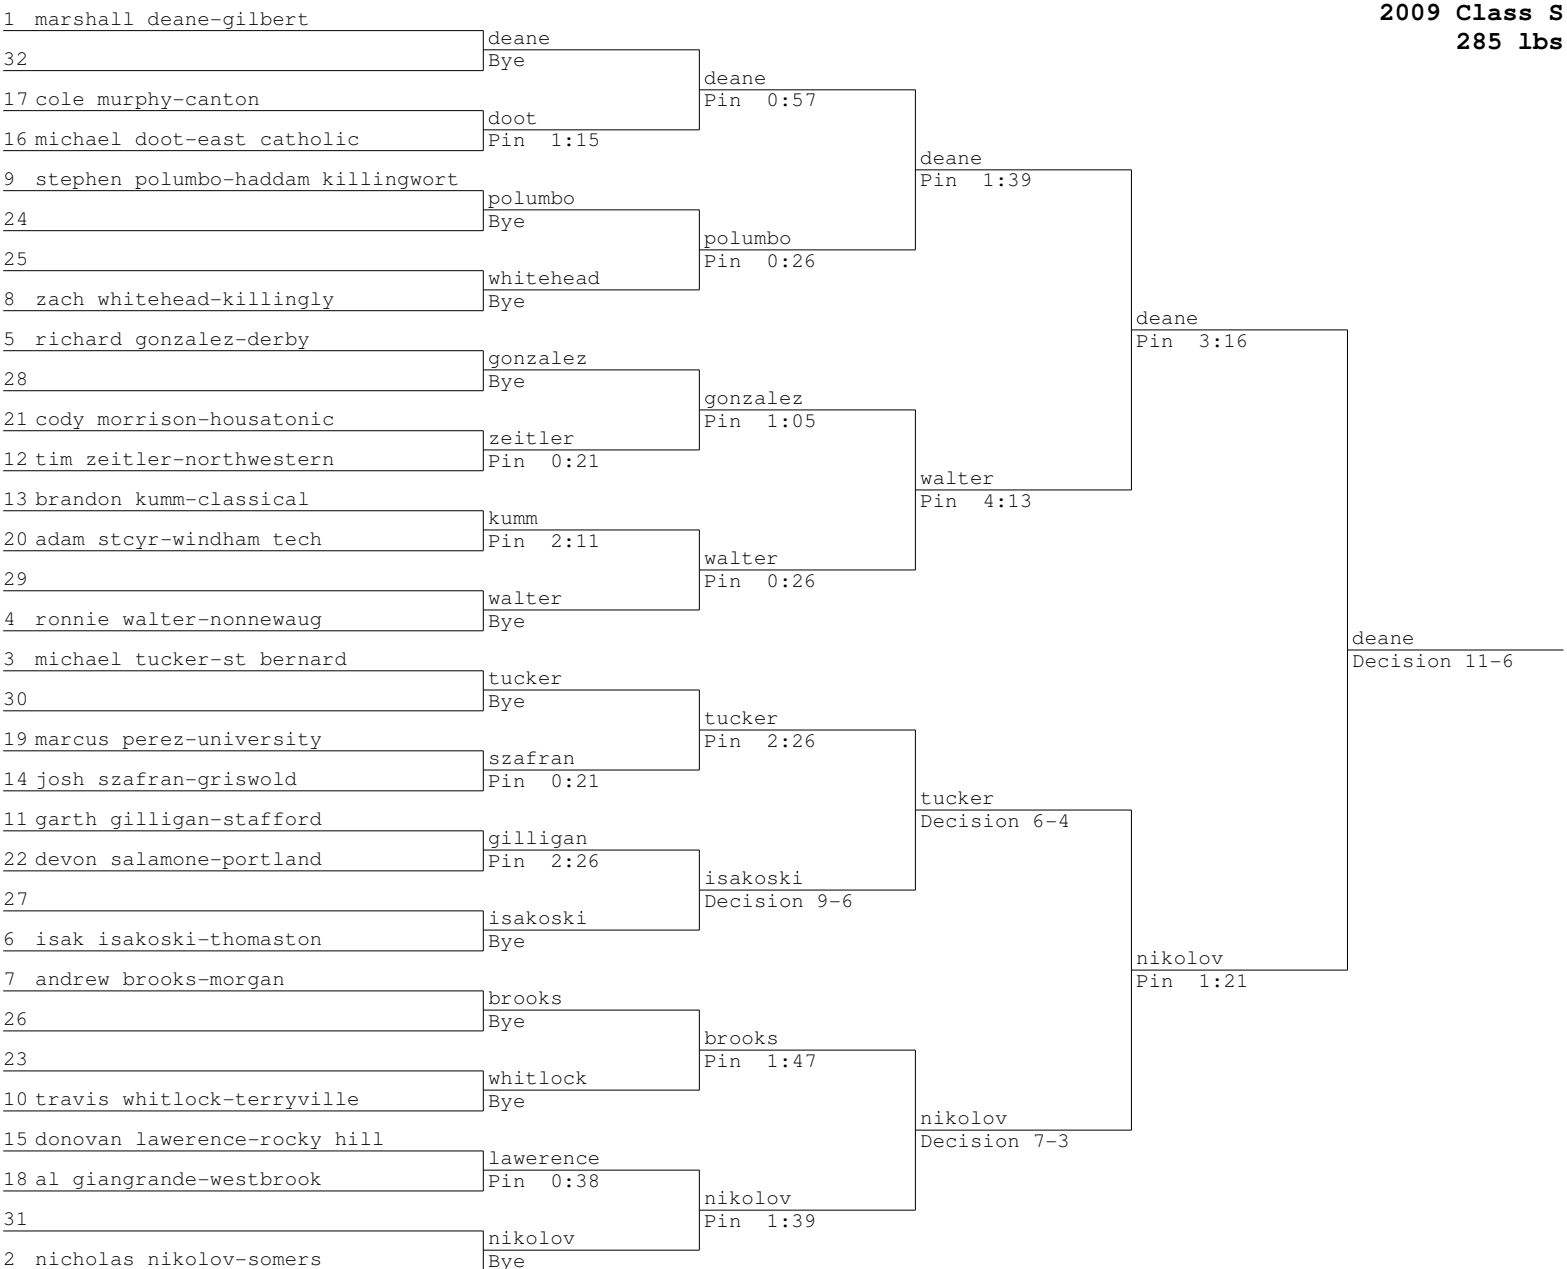 2009 Class S
285 lbs
1 marshall deane-gilbert
32
17 cole murphy-canton
16 michael doot-east catholic
9 stephen polumbo-haddam killingwort
24
25
8 zach whitehead-killingly
5 richard gonzalez-derby
28
21 cody morrison-housatonic
12 tim zeitler-northwestern
13 brandon kumm-classical
20 adam stcyr-windham tech
29
4 ronnie walter-nonnewaug
3 michael tucker-st bernard
30
19 marcus perez-university
14 josh szafran-griswold
11 garth gilligan-stafford
22 devon salamone-portland
27
6 isak isakoski-thomaston
7 andrew brooks-morgan
26
23
10 travis whitlock-terryville
15 donovan lawerence-rocky hill
18 al giangrande-westbrook
31
2 nicholas nikolov-somers
deane
Bye
doot
Pin 1:15
polumbo
Bye
whitehead
Bye
gonzalez
Bye
zeitler
Pin 0:21
kumm
Pin 2:11
walter
Bye
tucker
Bye
szafran
Pin 0:21
gilligan
Pin 2:26
isakoski
Bye
brooks
Bye
whitlock
Bye
lawerence
Pin 0:38
nikolov
Bye
deane
Pin 0:57
polumbo
Pin 0:26
gonzalez
Pin 1:05
walter
Pin 0:26
tucker
Pin 2:26
isakoski
Decision 9-6
brooks
Pin 1:47
nikolov
Pin 1:39
deane
Pin 1:39
walter
Pin 4:13
tucker
Decision 6-4
nikolov
Decision 7-3
deane
Pin 3:16
nikolov
Pin 1:21
deane
Decision 11-6